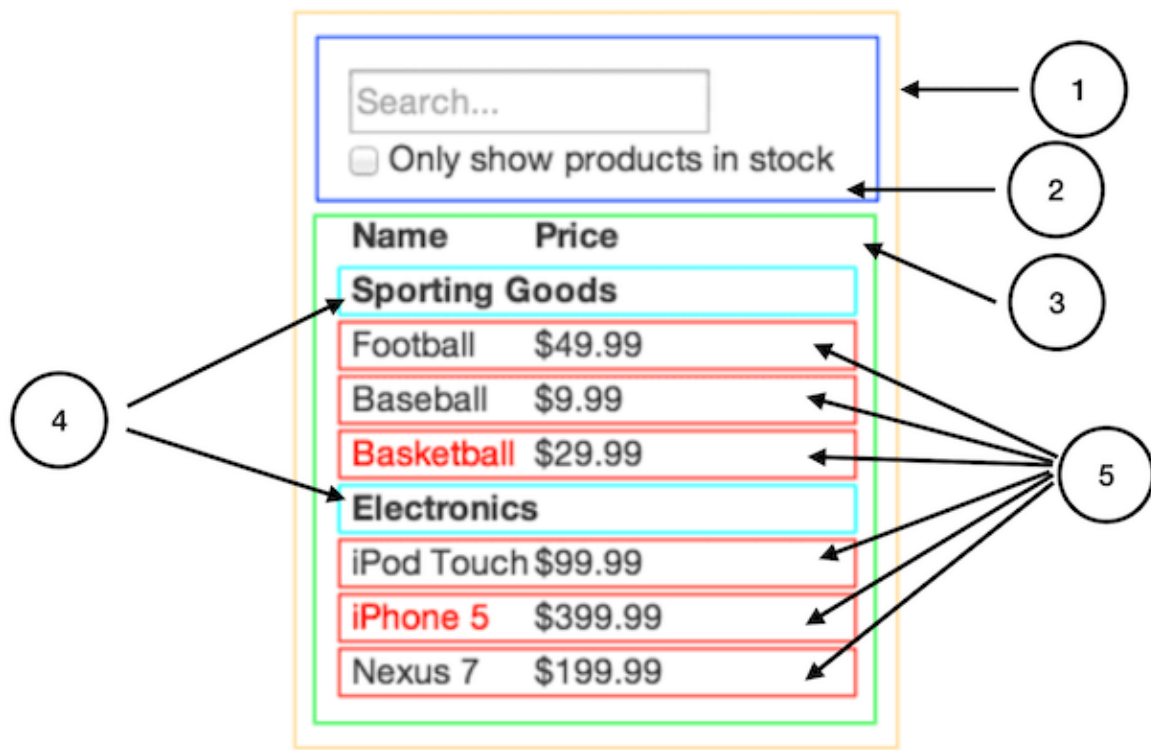 Search...
Only show products in stock
Name Price
Sporting Goods
Football $49.99
Baseball $9.99
Basketball $29.99
Electronics
iPod Touch $99.99
iPhone 5 $399.99
Nexus 7 $199.99
1
2
3
4
5